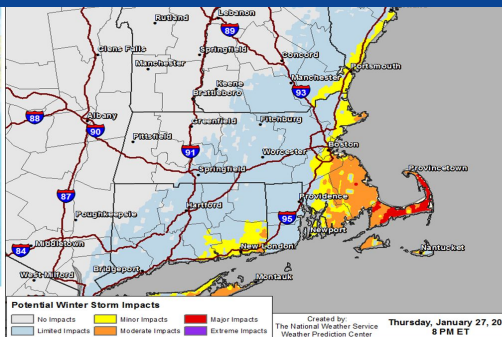 Rutland
Lebanon
89
Glens Falls
Springfield
Concord
Manchester
Portsmouth
Keene
Manchester
93
Brattleboro
88
Albany
Greenfield
Fitchburg
90
Pittsfield
91
Boston
Worcester
Provincetown
Springfield
87
Hartford
Providence
Poughkeepsie
95
Newport
84
Middletown
New London
Nantucket
West Milford
Bridgeport
Montauk
Potential Winter Storm Impacts
No Impacts
Minor Impacts
Major Impacts
Limited Impacts
Moderate Impacts
Extreme Impacts
Created by:
The National Weather Service
Weather Prediction Center
Thursday, January 27, 20
8 PM ET